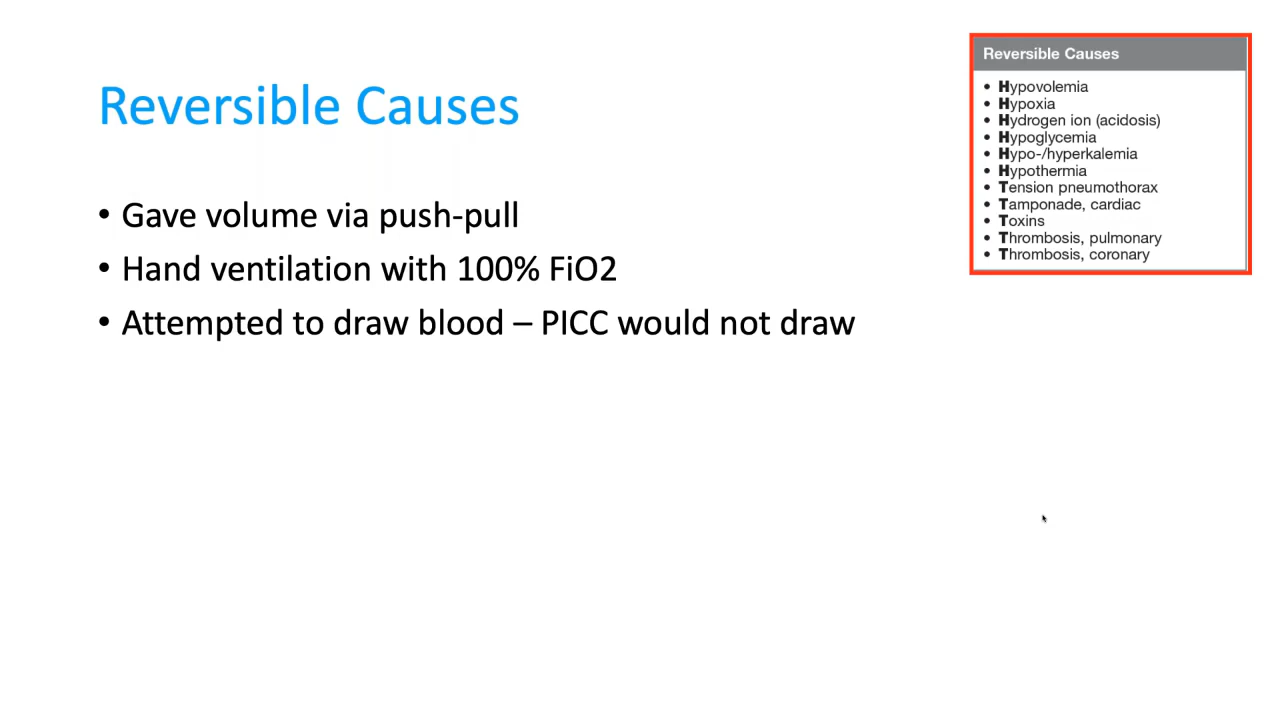 Reversible Causes
• Gave volume via push-pull
• Hand ventilation with 100% FiO2
• Attempted to draw blood – PICC would not draw
Reversible Causes
• Hypovolemia
• Hypoxia
• Hydrogen ion (acidosis)
• Hypoglycemia
• Hypo-/hyperkalemia
• Hypothermia
• Tension pneumothorax
• Tamponade, cardiac
• Toxins
• Thrombosis, pulmonary
• Thrombosis, coronary